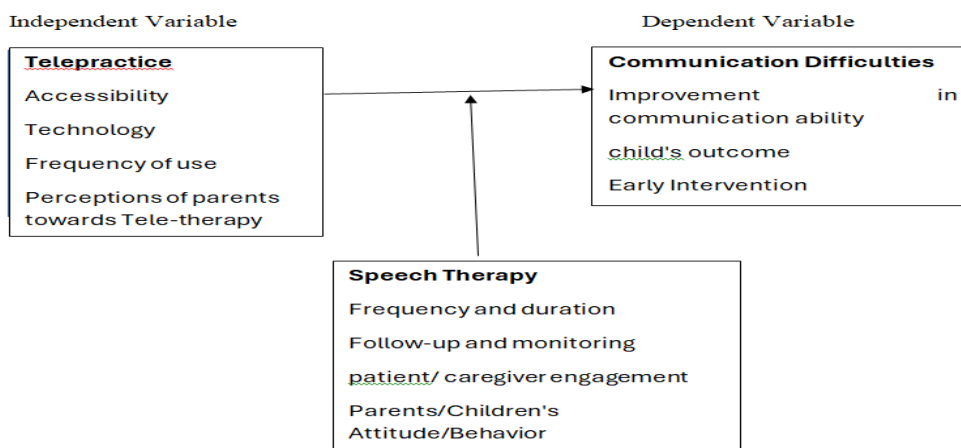 Independent Variable
Dependent Variable
Telepractice
Accessibility
Technology
Frequency of use
Perceptions of parents
towards Tele-therapy
Communication Difficulties
Improvement in
communication ability
child's outcome
Early Intervention
Speech Therapy
Frequency and duration
Follow-up and monitoring
patient/ caregiver engagement
Parents/Children's
Attitude/Behavior